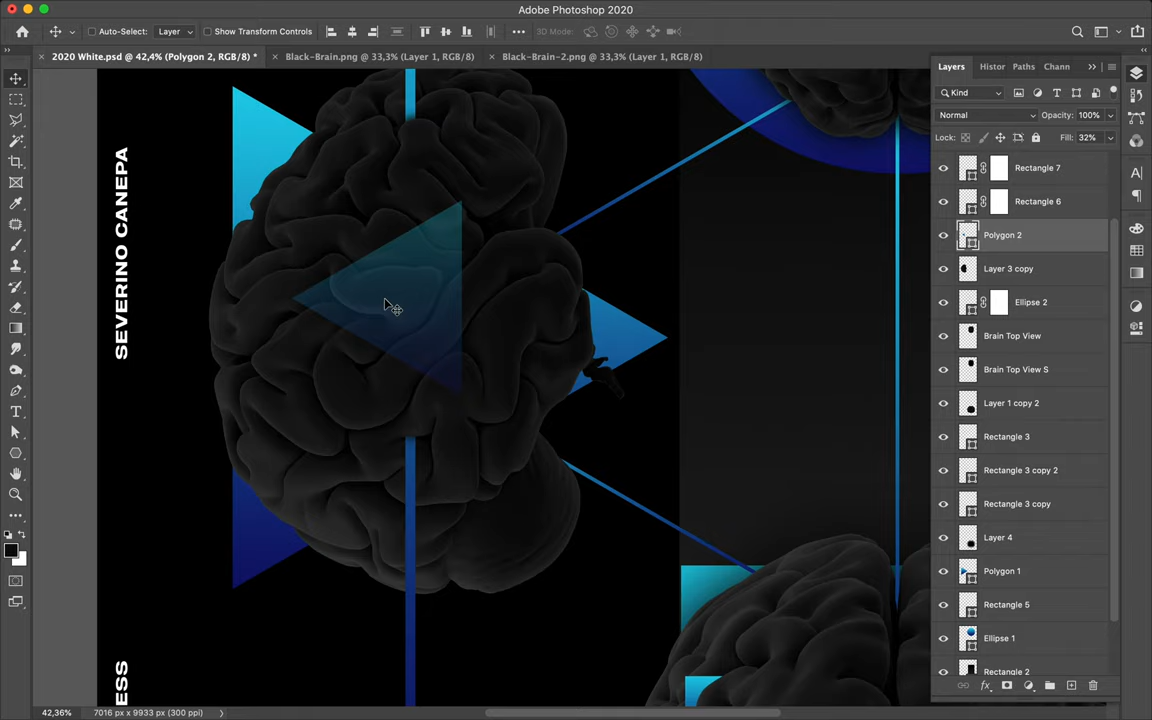 Adobe Photoshop 2020
Auto-Select: Layer Show Transform Controls 3D Mode:
2020 White.psd @ 42,4% (Polygon 2, RGB/8) * Black-Brain.png @ 33,3% (Layer 1, RGB/8) Black-Brain-2.png @ 33,3% (Layer 1, RGB/8)
Layers Histor Paths Chann
Kind
Normal Opacity: 100%
Lock: Fill: 32%
Rectangle 7
Rectangle 6
Polygon 2
Layer 3 copy
Ellipse 2
Brain Top View
Brain Top View S
Layer 1 copy 2
Rectangle 3
Rectangle 3 copy 2
Rectangle 3 copy
Layer 4
Polygon 1
Rectangle 5
Ellipse 1
Rectangle 2
SEVERINO CANEPA
ESS
42,36% 7016 px x 9933 px (300 ppi)